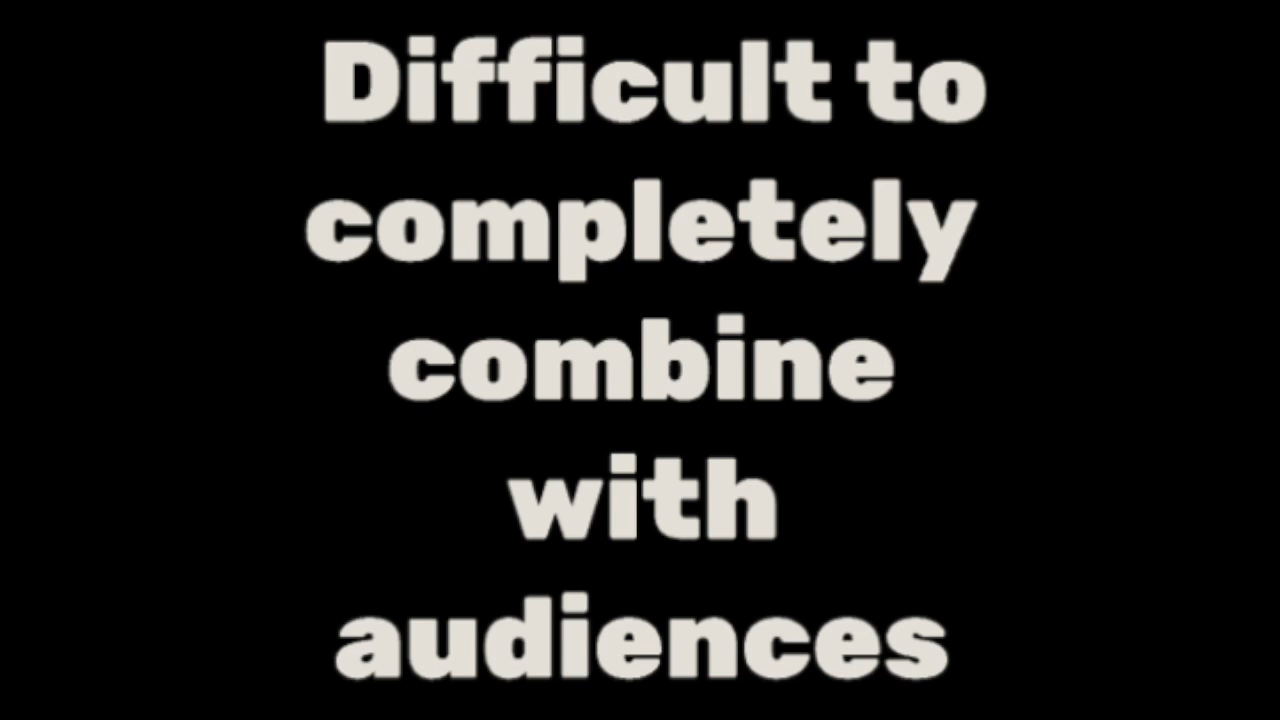 Difficult to
completely
combine
with
audiences